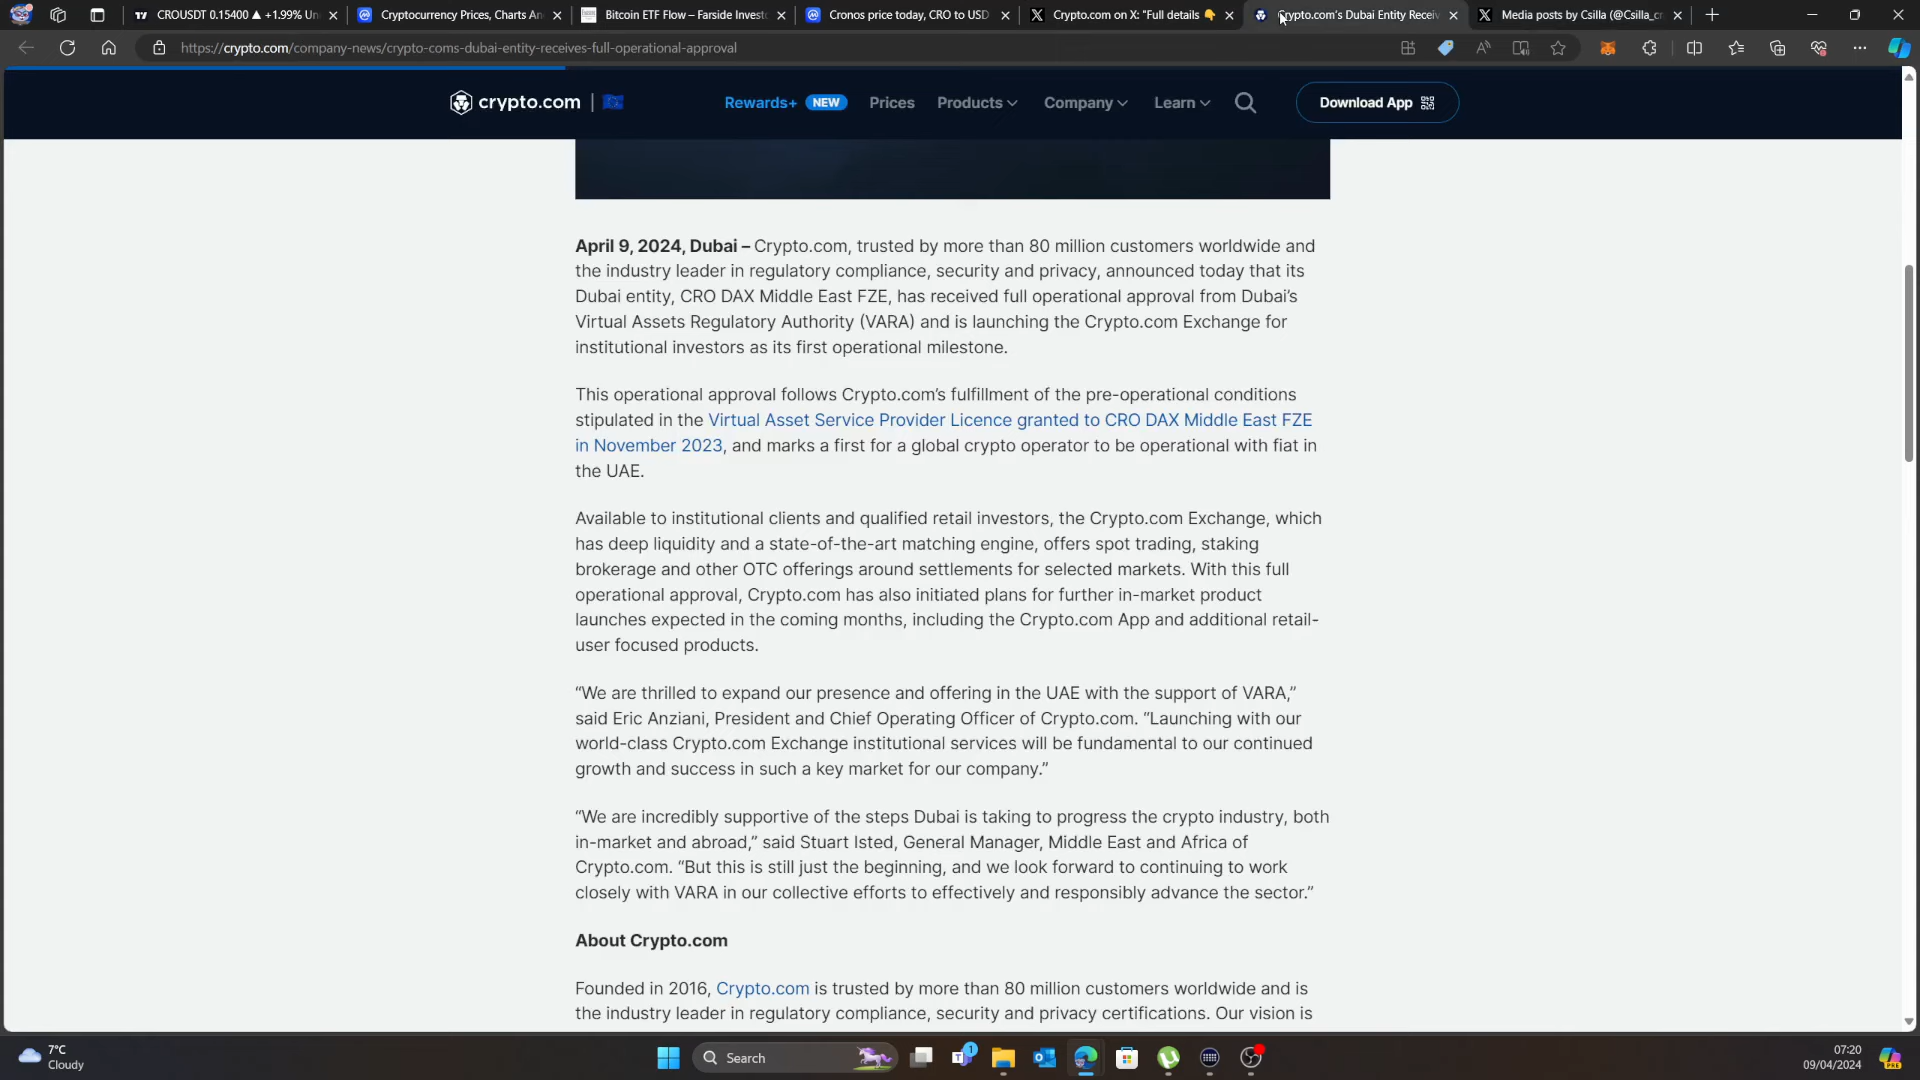 CROUSDT 0.15400 ▲ +1.99% Un
Cryptocurrency Prices, Charts An
Bitcoin ETF Flow – Farside Invest
Cronos price today, CRO to USD
Crypto.com on X: "Full details 👇
Crypto.com's Dubai Entity Receiv
Media posts by Csilla (@Csilla_cr
https://crypto.com/company-news/crypto-coms-dubai-entity-receives-full-operational-approval
crypto.com
Rewards+ NEW
Prices
Products
Company
Learn
Download App
April 9, 2024, Dubai – Crypto.com, trusted by more than 80 million customers worldwide and
the industry leader in regulatory compliance, security and privacy, announced today that its
Dubai entity, CRO DAX Middle East FZE, has received full operational approval from Dubai’s
Virtual Assets Regulatory Authority (VARA) and is launching the Crypto.com Exchange for
institutional investors as its first operational milestone.
This operational approval follows Crypto.com’s fulfillment of the pre-operational conditions
stipulated in the Virtual Asset Service Provider Licence granted to CRO DAX Middle East FZE
in November 2023, and marks a first for a global crypto operator to be operational with fiat in
the UAE.
Available to institutional clients and qualified retail investors, the Crypto.com Exchange, which
has deep liquidity and a state-of-the-art matching engine, offers spot trading, staking
brokerage and other OTC offerings around settlements for selected markets. With this full
operational approval, Crypto.com has also initiated plans for further in-market product
launches expected in the coming months, including the Crypto.com App and additional retail-
user focused products.
“We are thrilled to expand our presence and offering in the UAE with the support of VARA,”
said Eric Anziani, President and Chief Operating Officer of Crypto.com. “Launching with our
world-class Crypto.com Exchange institutional services will be fundamental to our continued
growth and success in such a key market for our company.”
“We are incredibly supportive of the steps Dubai is taking to progress the crypto industry, both
in-market and abroad,” said Stuart Isted, General Manager, Middle East and Africa of
Crypto.com. “But this is still just the beginning, and we look forward to continuing to work
closely with VARA in our collective efforts to effectively and responsibly advance the sector.”
About Crypto.com
Founded in 2016, Crypto.com is trusted by more than 80 million customers worldwide and is
the industry leader in regulatory compliance, security and privacy certifications. Our vision is
7°C
Cloudy
Search
1
07:20
09/04/2024
PRE